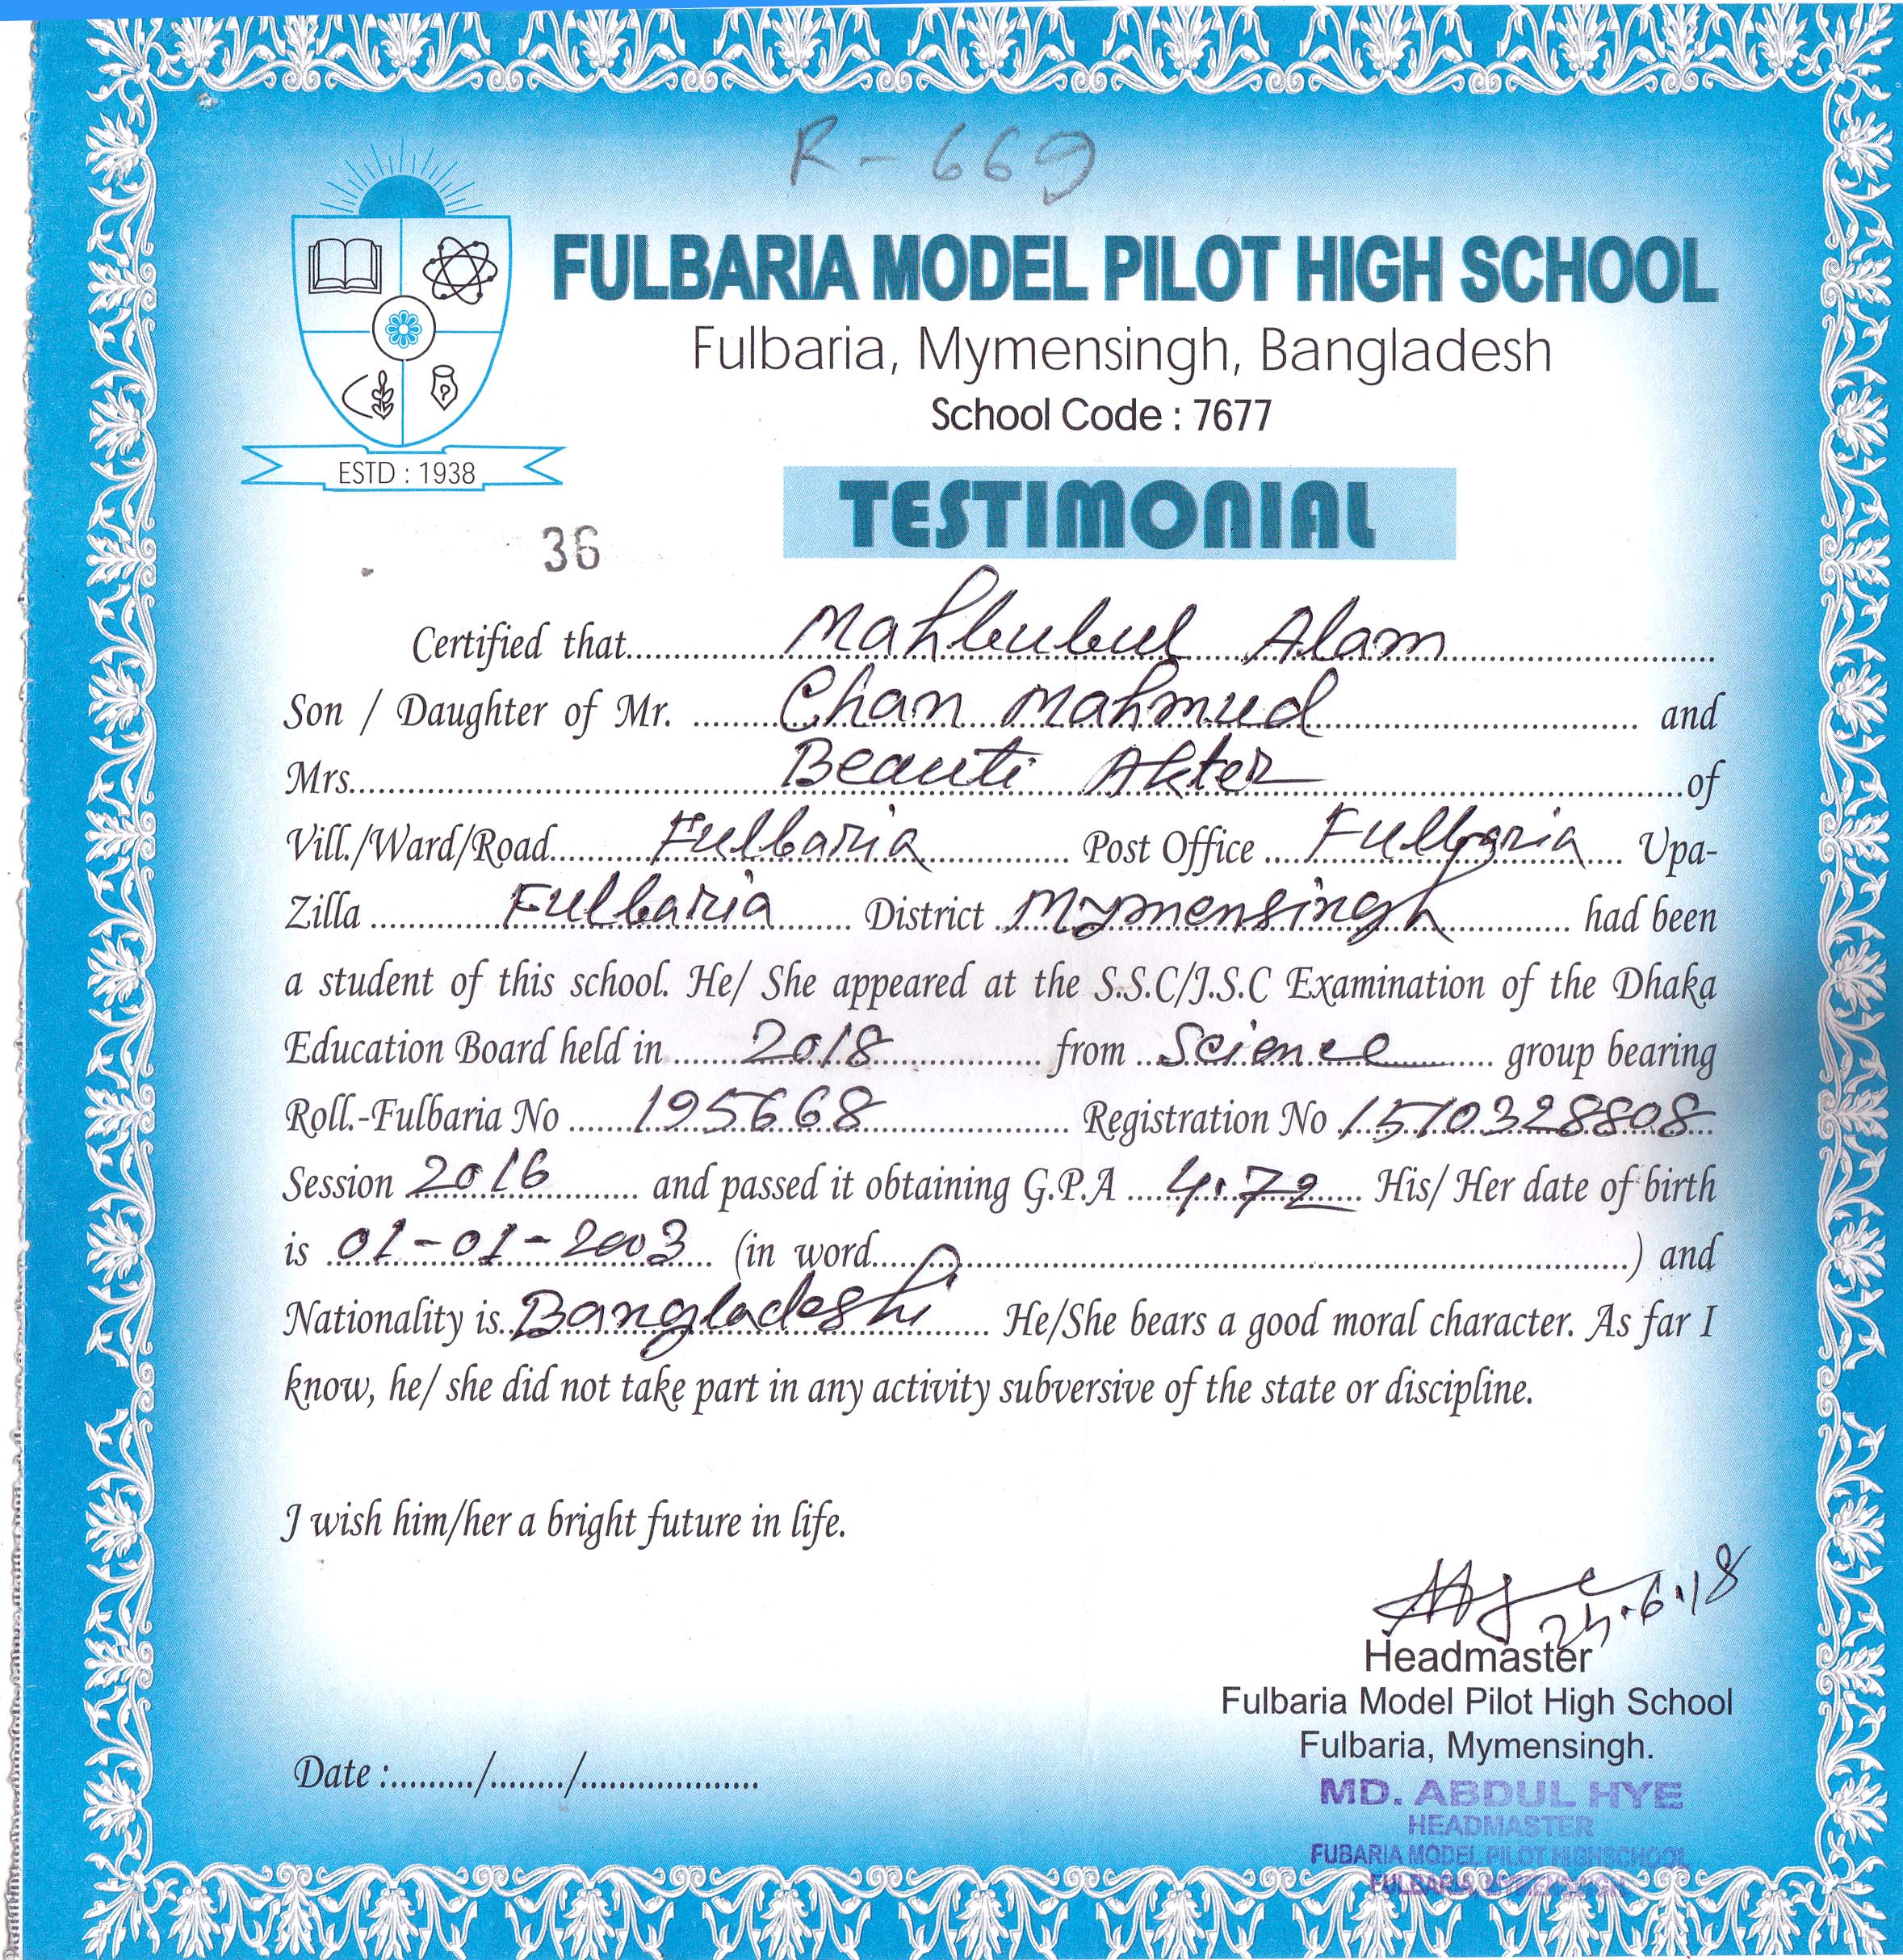 R - 669
FULBARIA MODEL PILOT HIGH SCHOOL
Fulbaria, Mymensingh, Bangladesh
School Code : 7677
ESTD : 1938
TESTIMONIAL
36
Certified that Mahbubul Alam
Son / Daughter of Mr. Chan Mahmud and
Mrs. Beauti Akter of
Vill./Ward/Road Fulbaria Post Office Fulbaria Upa-
Zilla Fulbaria District Mymensingh had been
a student of this school. He/ She appeared at the S.S.C/J.S.C Examination of the Dhaka
Education Board held in 2018 from Science group bearing
Roll.-Fulbaria No 195668 Registration No 1510328808
Session 2016 and passed it obtaining G.P.A 4.72 His/ Her date of birth
is 01-01-2003 (in word..........) and
Nationality is Bangladeshi He/She bears a good moral character. As far I
know, he/ she did not take part in any activity subversive of the state or discipline.
I wish him/her a bright future in life.
.6.18
Headmaster
Fulbaria Model Pilot High School
Fulbaria, Mymensingh.
Date :........./......../...................
MD. ABDUL HYE
HEADMASTER
FUBARIA MODEL PILOT HIGHSCHOOL
FULBARIA, MYMENSINGH.